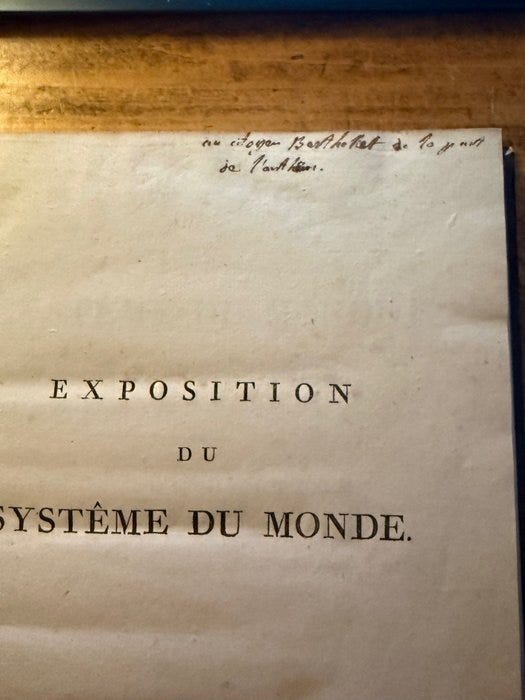 au citoyen Berthollet de la part
de l'auteur.
EXPOSITION
DU
SYSTÊME DU MONDE.